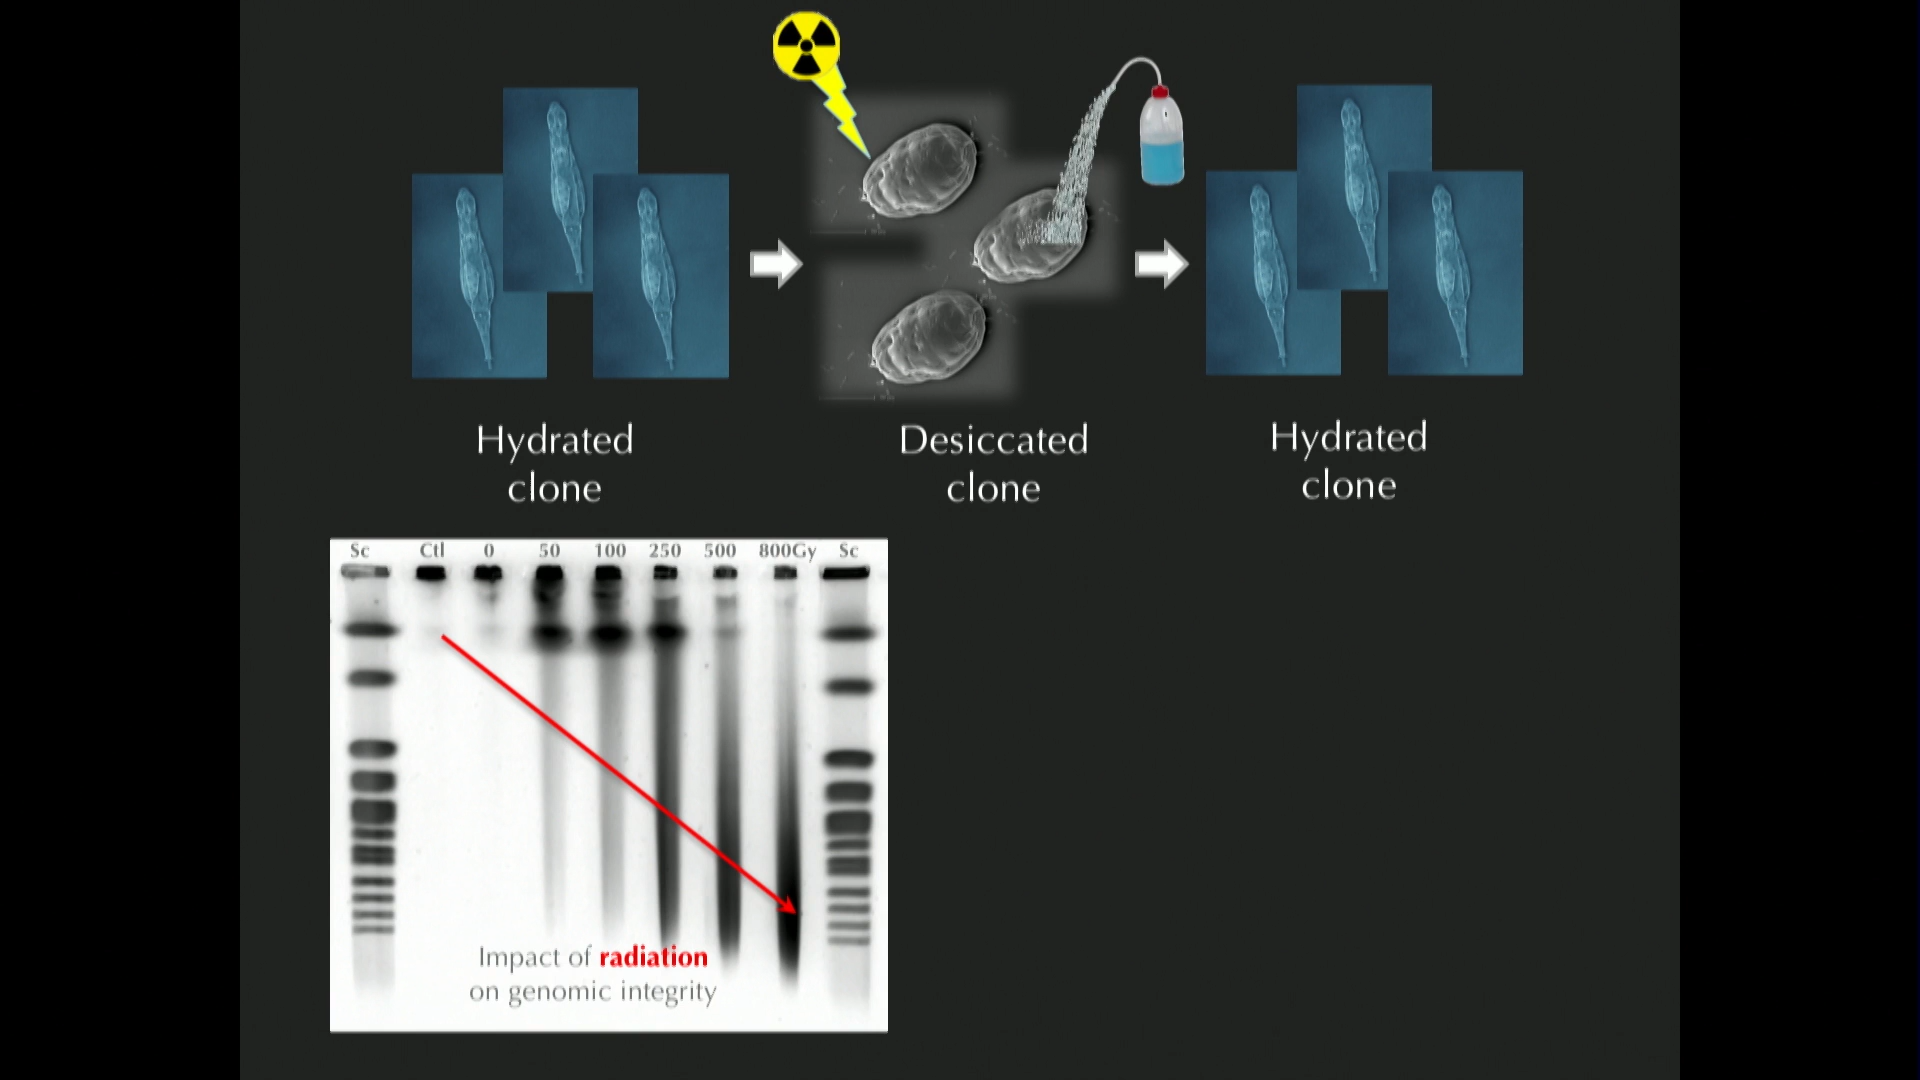 Hydrated
clone
Desiccated
clone
Hydrated
clone
Sc Ctl 0 50 100 250 500 800Gy Sc
Impact of radiation
on genomic integrity